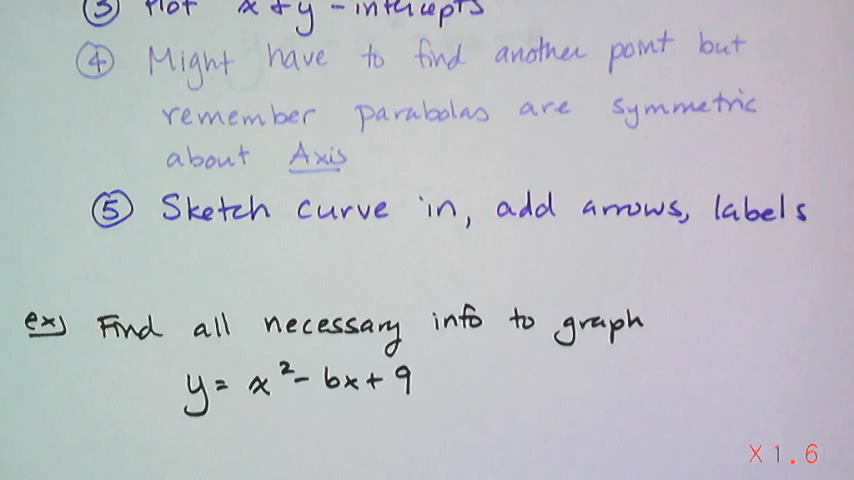 ③ Plot x & y - intercepts
④ Might have to find another point but
remember parabolas are symmetric
about Axis
⑤ Sketch curve in, add arrows, labels
ex) Find all necessary info to graph
y = x² - 6x + 9
X1.6